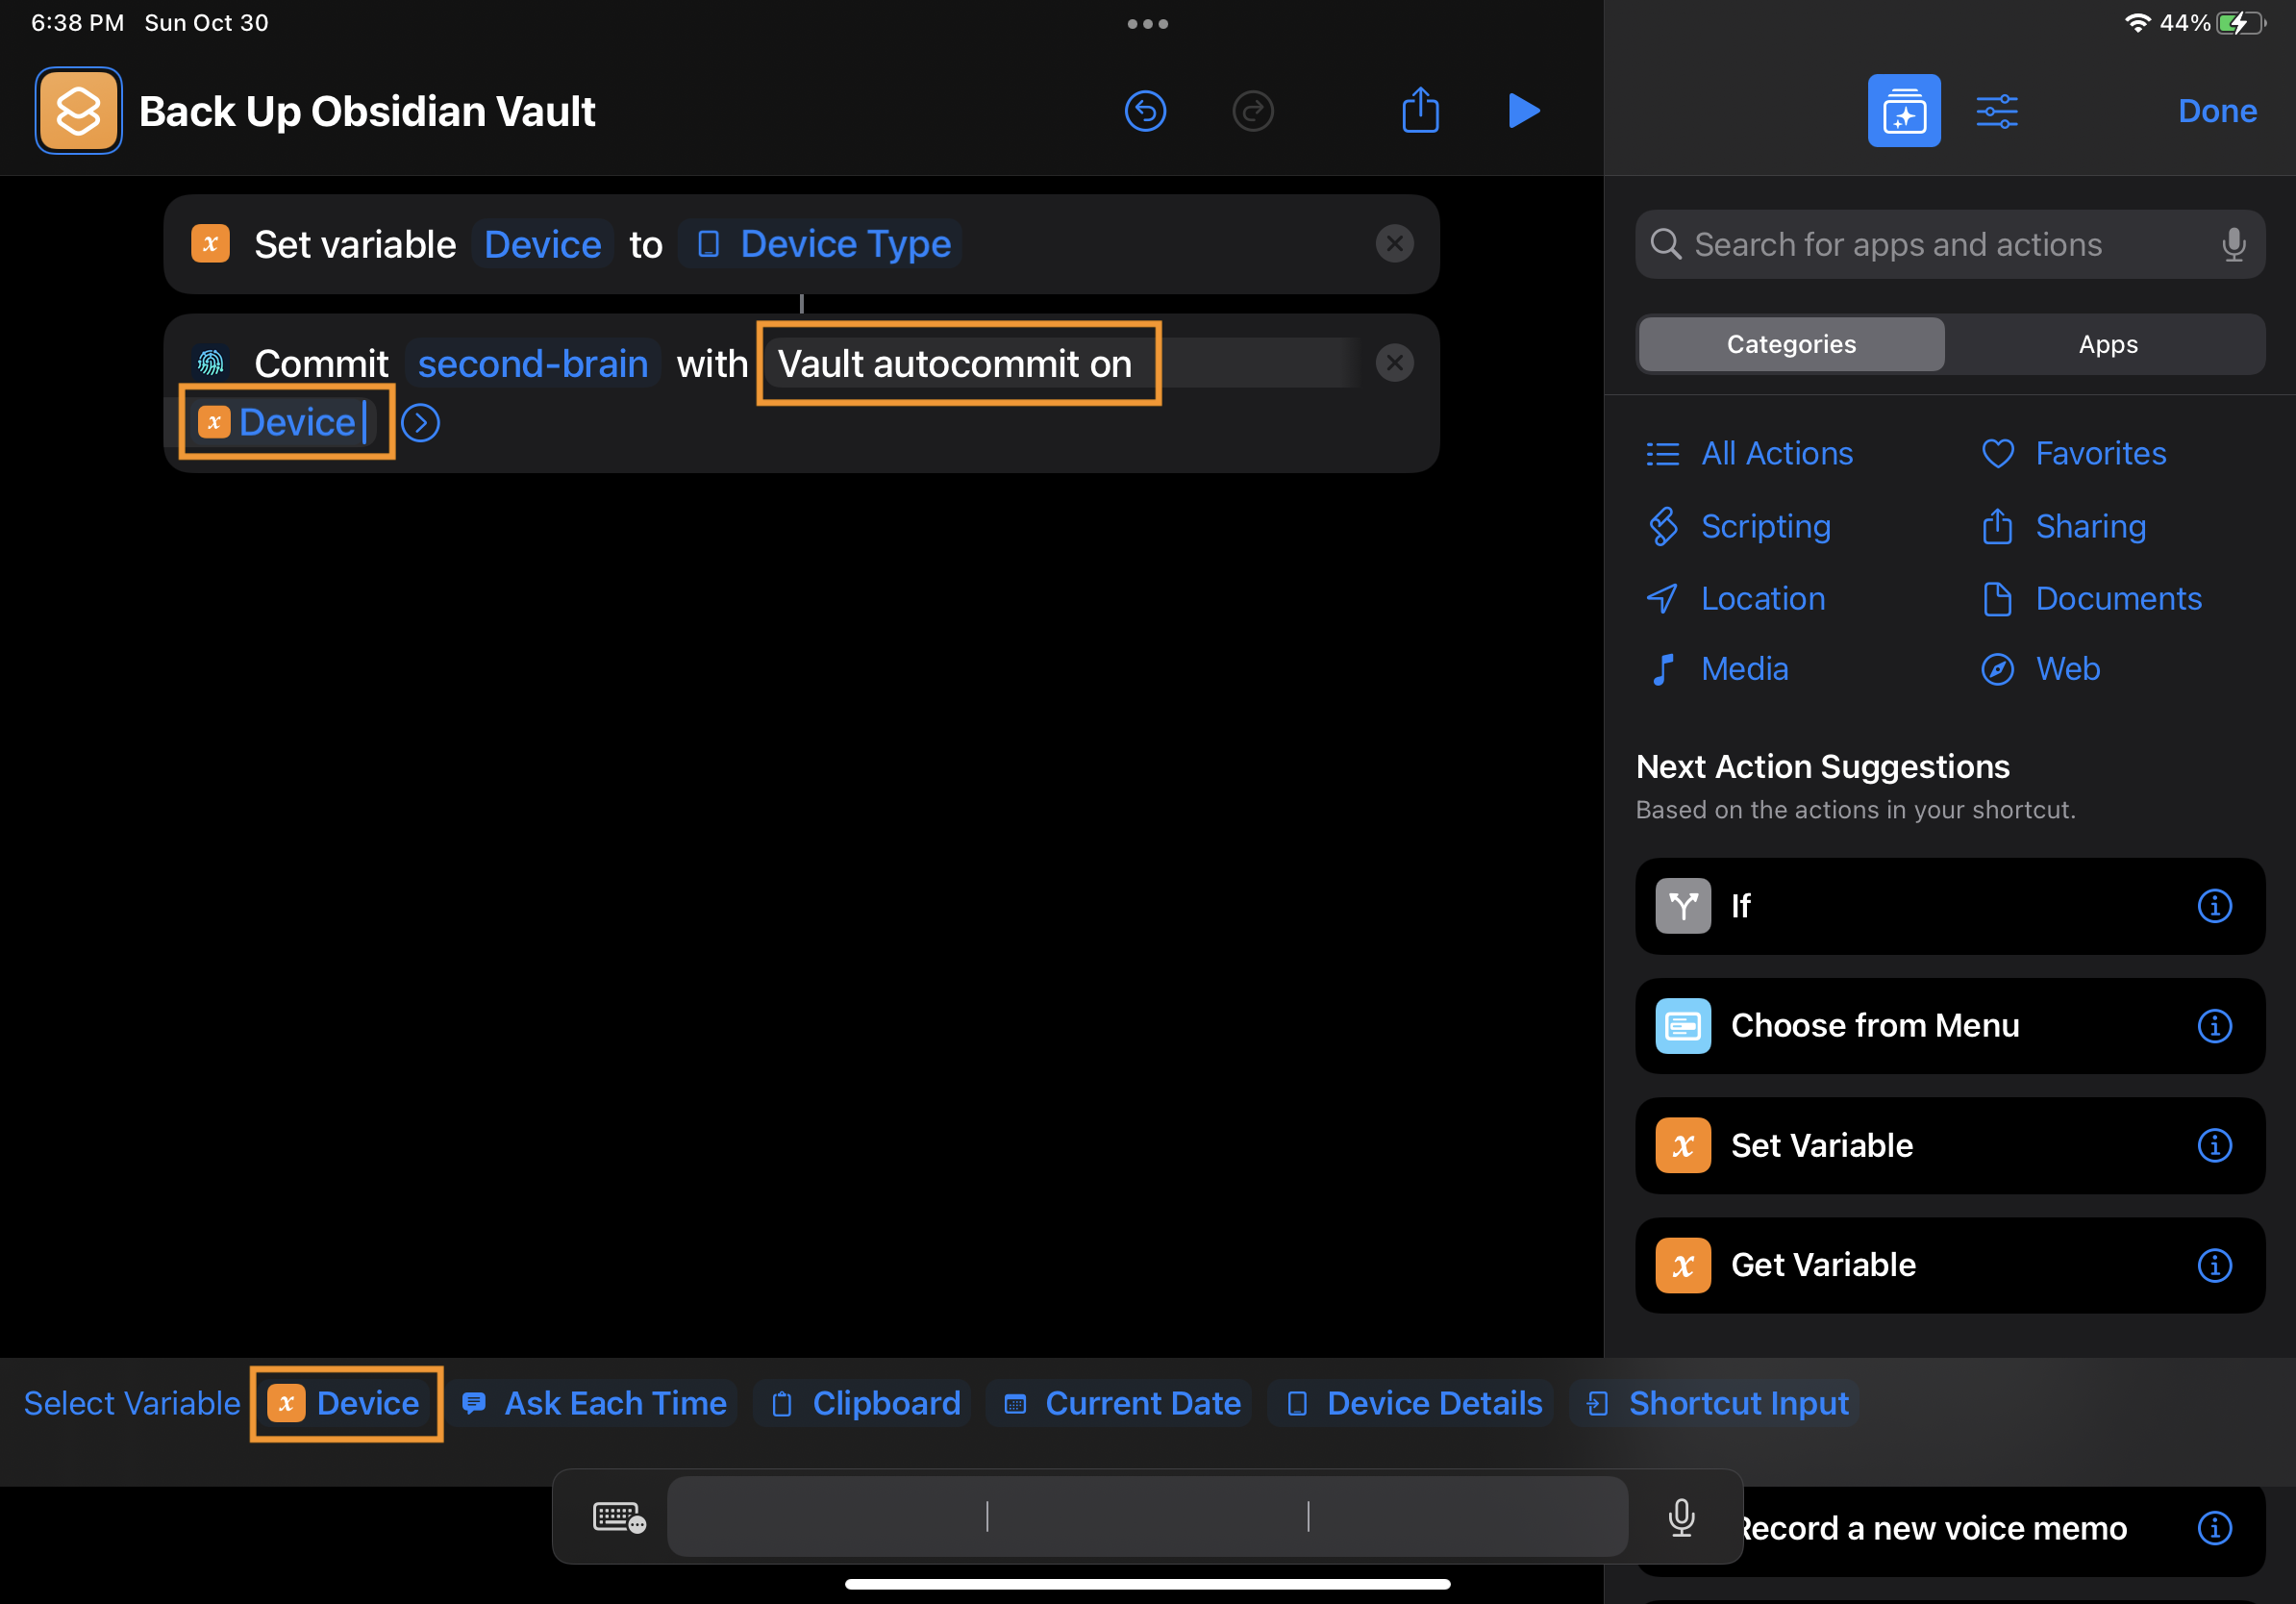 6:38 PM Sun Oct 30
44%
Back Up Obsidian Vault
Done
Set variable Device to Device Type
Commit second-brain with Vault autocommit on
Device
Search for apps and actions
Categories Apps
All Actions Favorites
Scripting Sharing
Location Documents
Media Web
Next Action Suggestions
Based on the actions in your shortcut.
If
Choose from Menu
Set Variable
Get Variable
Select Variable Device Ask Each Time Clipboard Current Date Device Details Shortcut Input
Record a new voice memo